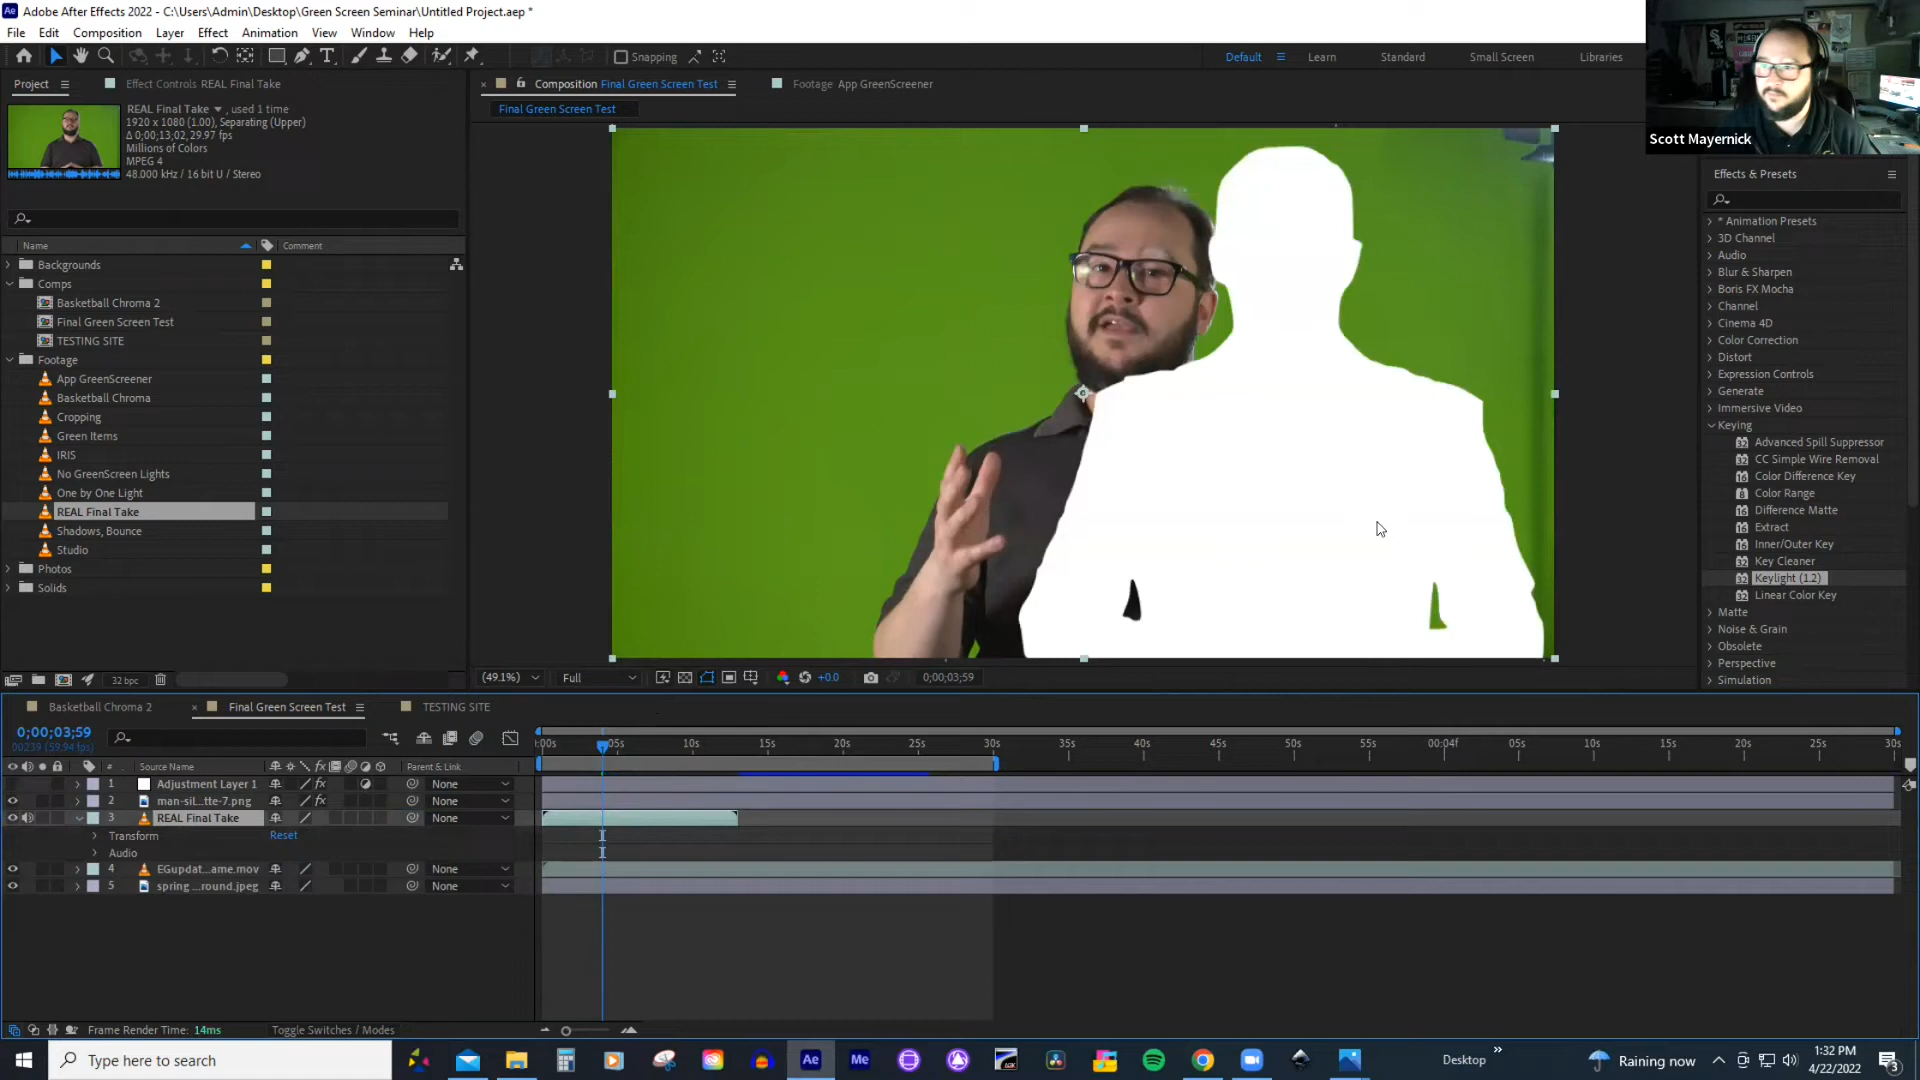 Adobe After Effects 2022 - C:\Users\Admin\Desktop\Green Screen Seminar\Untitled Project.aep *
File Edit Composition Layer Effect Animation View Window Help
Snapping
Default Learn Standard Small Screen Libraries
Scott Mayernick
Project Effect Controls REAL Final Take
Composition Final Green Screen Test
Footage App GreenScreener
Final Green Screen Test
REAL Final Take , used 1 time
1920 x 1080 (1.00), Separating (Upper)
Δ 0;00;13;02, 29.97 fps
Millions of Colors
MPEG 4
48.000 kHz / 16 bit U / Stereo
Name Comment
Backgrounds
Comps
Basketball Chroma 2
Final Green Screen Test
TESTING SITE
Footage
App GreenScreener
Basketball Chroma
Cropping
Green Items
IRIS
No GreenScreen Lights
One by One Light
REAL Final Take
Shadows, Bounce
Studio
Photos
Solids
32 bpc
(49.1%) Full +0.0 0;00;03;59
Effects & Presets
* Animation Presets
3D Channel
Audio
Blur & Sharpen
Boris FX Mocha
Channel
Cinema 4D
Color Correction
Distort
Expression Controls
Generate
Immersive Video
Keying
Advanced Spill Suppressor
CC Simple Wire Removal
Color Difference Key
Color Range
Difference Matte
Extract
Inner/Outer Key
Key Cleaner
Keylight (1.2)
Linear Color Key
Matte
Noise & Grain
Obsolete
Perspective
Simulation
Basketball Chroma 2 Final Green Screen Test TESTING SITE
0;00;03;59
00239 (59.94 fps)
:00s 05s 10s 15s 20s 25s 30s 35s 40s 45s 50s 55s 00:04f 05s 10s 15s 20s 25s 30s
# Source Name fx Parent & Link
1 Adjustment Layer 1 fx None
2 man-sil...tte-7.png fx None
3 REAL Final Take None
Transform Reset
Audio
4 EGupdat...ame.mov None
5 spring ...round.jpeg None
Frame Render Time: 14ms Toggle Switches / Modes
Type here to search
Ae Me
Desktop
Raining now
1:32 PM
4/22/2022
3